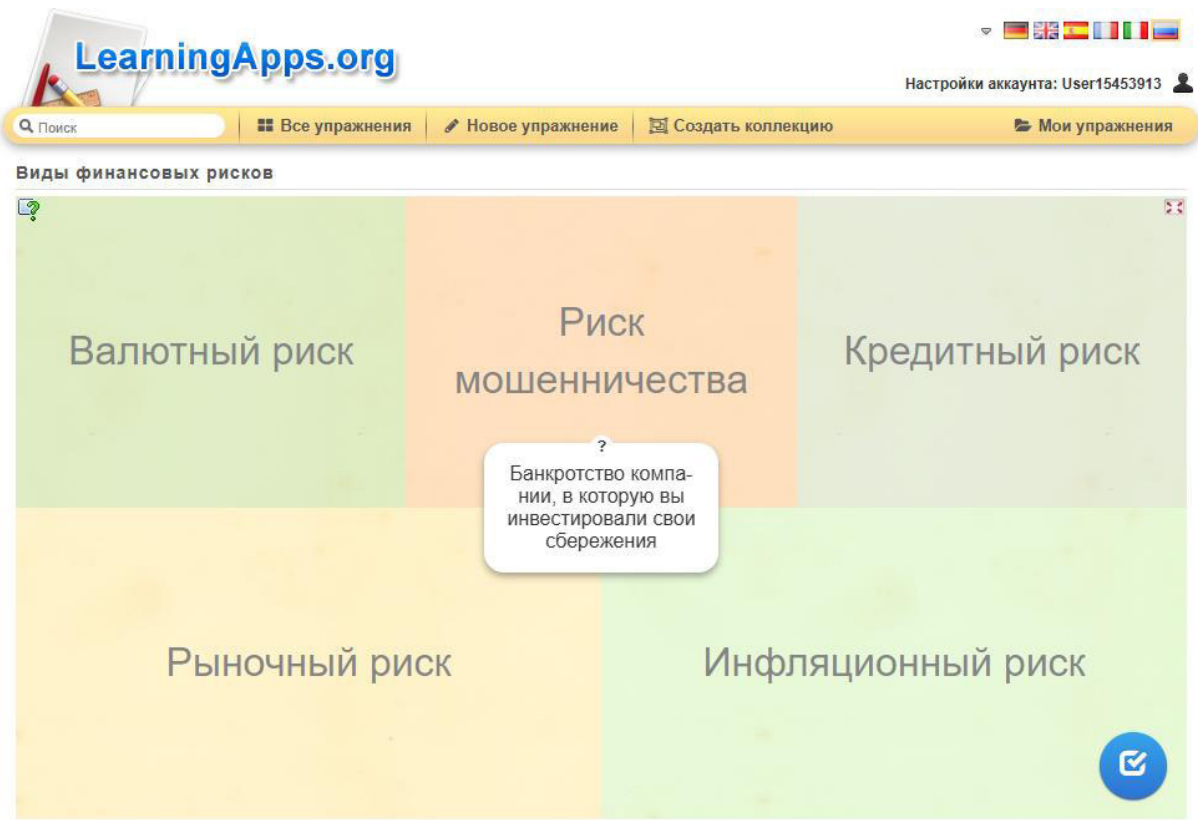 LearningApps.org
Настройки аккаунта: User15453913
Поиск
Все упражнения
Новое упражнение
Создать коллекцию
Мои упражнения
Виды финансовых рисков
?
Валютный риск
Риск
мошенничества
Кредитный риск
?
Банкротство компа-
нии, в которую вы
инвестировали свои
сбережения
Рыночный риск
Инфляционный риск